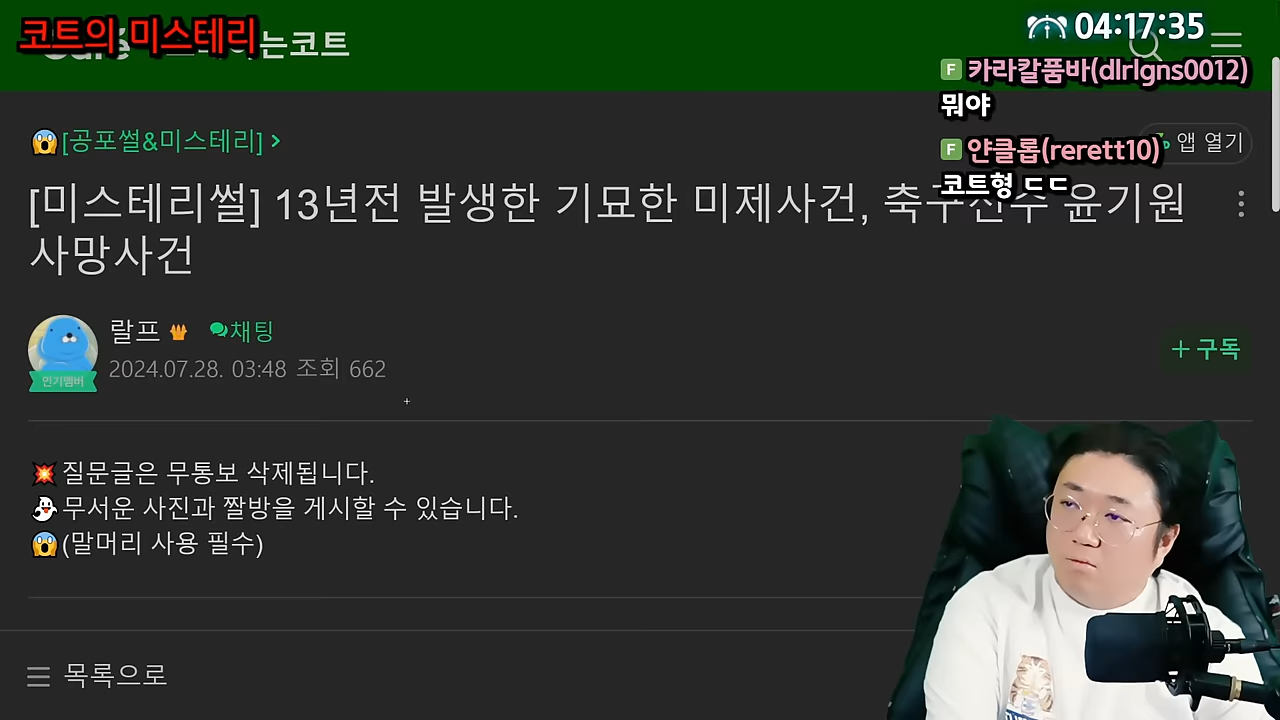 코트의 미스테리
는코트
04:17:35
카라칼품바(dlrlgns0012)
뭐야
얀클롭(rerett10)
코트형 ㄷㄷ
😱[공포썰&미스테리] >
앱 열기
[미스테리썰] 13년전 발생한 기묘한 미제사건, 축구선수 윤기원
사망사건
랄프 채팅
2024.07.28. 03:48 조회 662
인기멤버
+ 구독
💥질문글은 무통보 삭제됩니다.
👻무서운 사진과 짤방을 게시할 수 있습니다.
😱(말머리 사용 필수)
목록으로